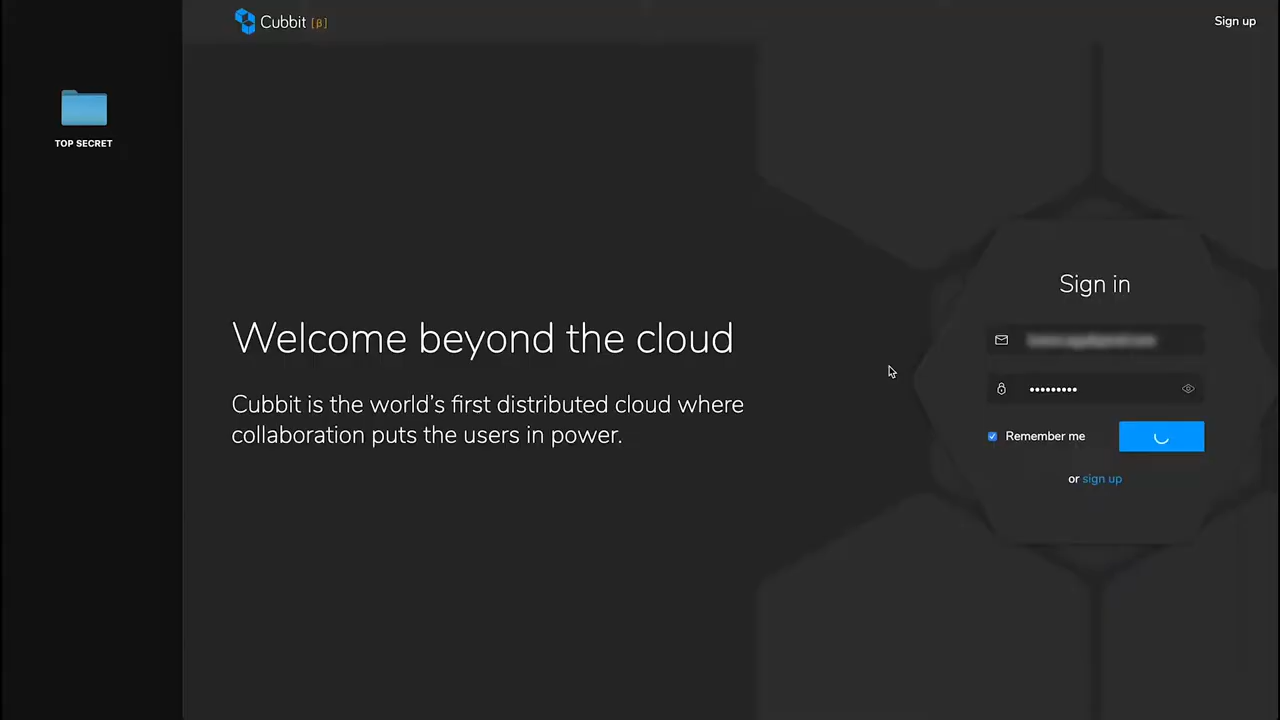 Cubbit [β]
Sign up
TOP SECRET
Welcome beyond the cloud
Cubbit is the world's first distributed cloud where
collaboration puts the users in power.
Sign in
•••••••••
Remember me
or sign up